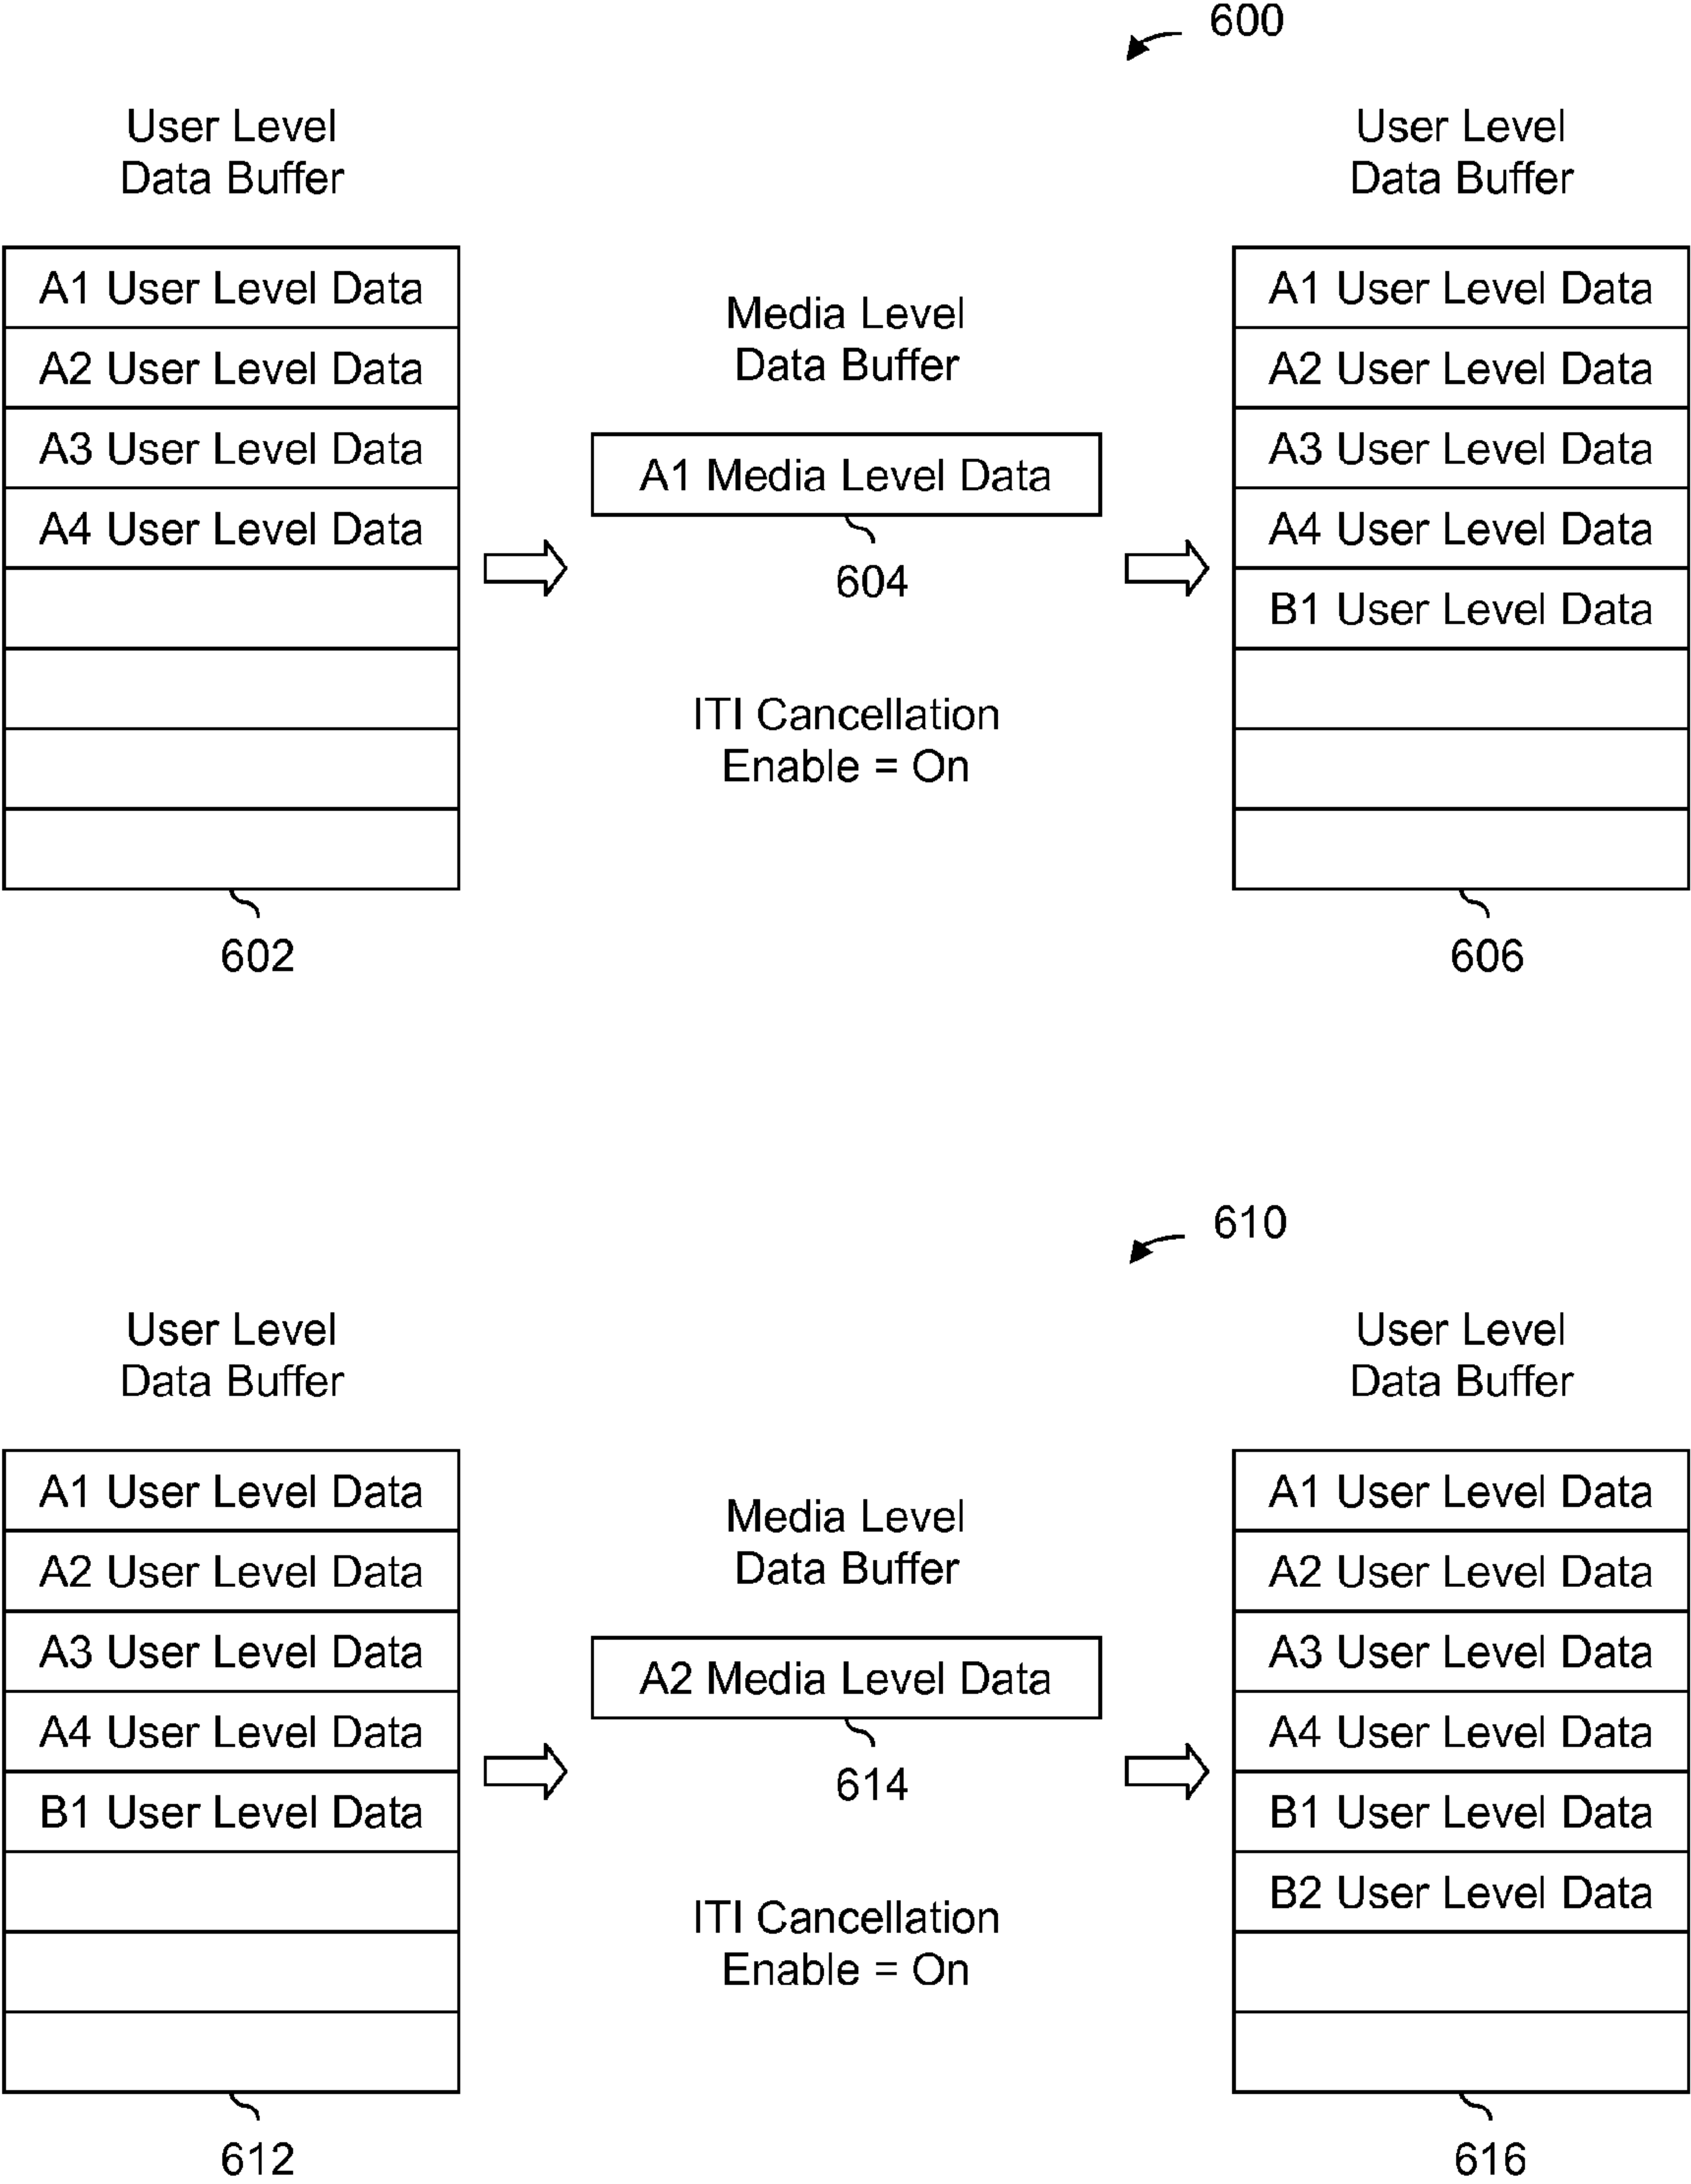 600
User Level
Data Buffer
A1 User Level Data
A2 User Level Data
A3 User Level Data
A4 User Level Data
602
Media Level
Data Buffer
A1 Media Level Data
604
ITI Cancellation
Enable = On
User Level
Data Buffer
A1 User Level Data
A2 User Level Data
A3 User Level Data
A4 User Level Data
B1 User Level Data
606
610
User Level
Data Buffer
A1 User Level Data
A2 User Level Data
A3 User Level Data
A4 User Level Data
B1 User Level Data
612
Media Level
Data Buffer
A2 Media Level Data
614
ITI Cancellation
Enable = On
User Level
Data Buffer
A1 User Level Data
A2 User Level Data
A3 User Level Data
A4 User Level Data
B1 User Level Data
B2 User Level Data
616